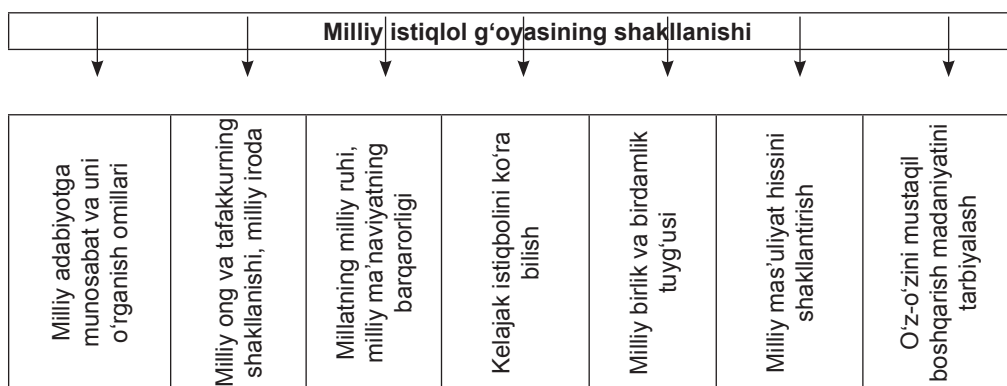 Milliy istiqlol g‘oyasining shakllanishi
Milliy adabiyotga
munosabat va uni
o‘rganish omillari
Milliy ong va tafakkurning
shakllanishi, milliy iroda
Millatning milliy ruhi,
milliy ma’naviyatning
barqarorligi
Kelajak istiqbolini ko‘ra
bilish
Milliy birlik va birdamlik
tuyg‘usi
Milliy mas’uliyat hissini
shakllantirish
O‘z-o‘zini mustaqil
boshqarish madaniyatini
tarbiyalash